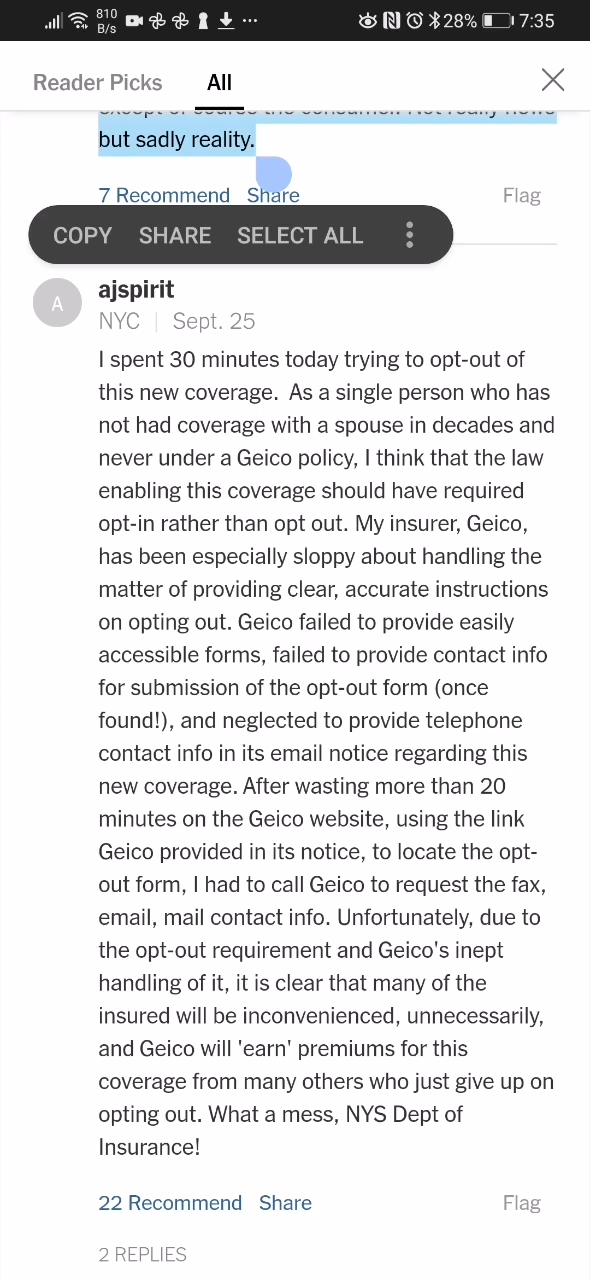 810
B/s
28%
7:35
Reader Picks
All
except of course the consumer. Not really news
but sadly reality.
7 Recommend Share
Flag
COPY SHARE SELECT ALL
A
ajspirit
NYC | Sept. 25
I spent 30 minutes today trying to opt-out of
this new coverage. As a single person who has
not had coverage with a spouse in decades and
never under a Geico policy, I think that the law
enabling this coverage should have required
opt-in rather than opt out. My insurer, Geico,
has been especially sloppy about handling the
matter of providing clear, accurate instructions
on opting out. Geico failed to provide easily
accessible forms, failed to provide contact info
for submission of the opt-out form (once
found!), and neglected to provide telephone
contact info in its email notice regarding this
new coverage. After wasting more than 20
minutes on the Geico website, using the link
Geico provided in its notice, to locate the opt-
out form, I had to call Geico to request the fax,
email, mail contact info. Unfortunately, due to
the opt-out requirement and Geico's inept
handling of it, it is clear that many of the
insured will be inconvenienced, unnecessarily,
and Geico will 'earn' premiums for this
coverage from many others who just give up on
opting out. What a mess, NYS Dept of
Insurance!
22 Recommend Share
Flag
2 REPLIES